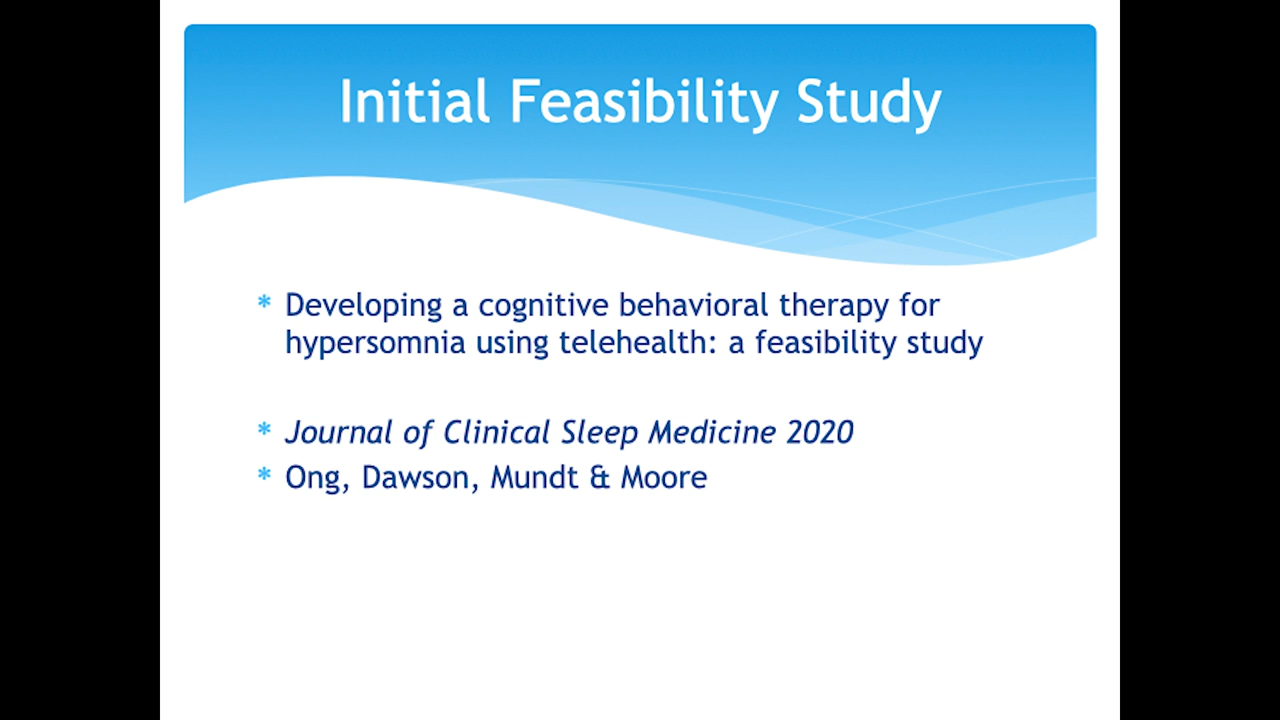 Initial Feasibility Study
* Developing a cognitive behavioral therapy for
hypersomnia using telehealth: a feasibility study
* Journal of Clinical Sleep Medicine 2020
* Ong, Dawson, Mundt & Moore